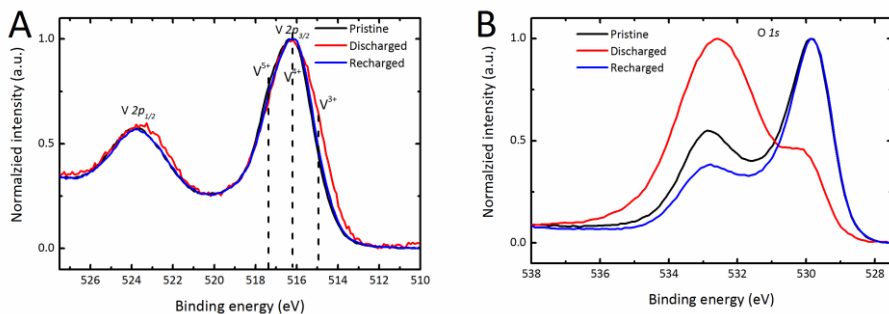 A
V 2p3/2
Pristine
Discharged
Recharged
V5+
V4+
V3+
V 2p1/2
1.0
0.5
0.0
Normalzied intensity (a.u.)
526 524 522 520 518 516 514 512 510
Binding energy (eV)
B
O 1s
Pristine
Discharged
Recharged
1.0
0.5
0.0
Normalzied intensity (a.u.)
538 536 534 532 530 528
Binding energy (eV)